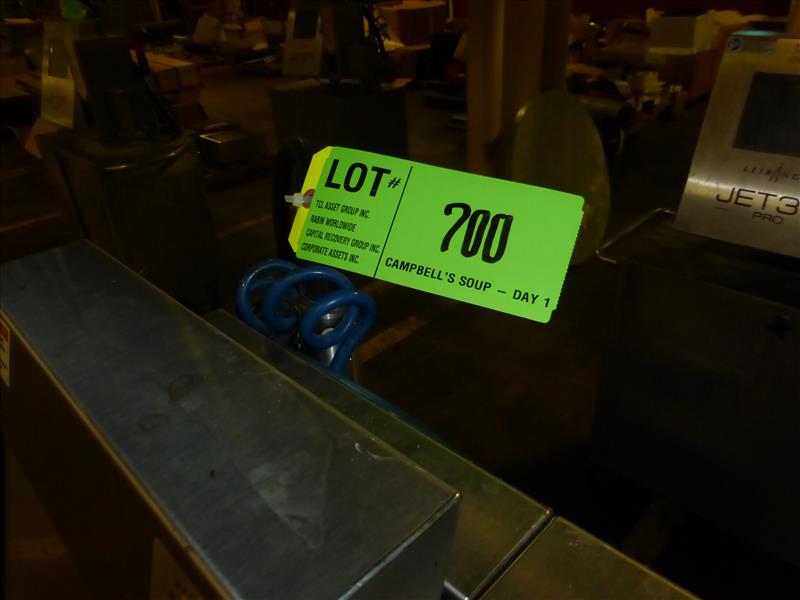 LOT#
TCL ASSET GROUP INC.
RABIN WORLDWIDE
CAPITAL RECOVERY GROUP INC.
CORPORATE ASSETS INC.
700
CAMPBELL'S SOUP – DAY 1
JET3
PRO